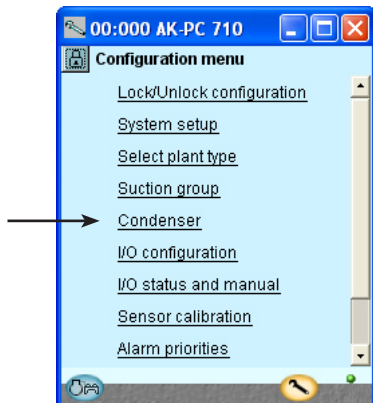 00:000 AK-PC 710
Configuration menu
Lock/Unlock configuration
System setup
Select plant type
Suction group
Condenser
I/O configuration
I/O status and manual
Sensor calibration
Alarm priorities